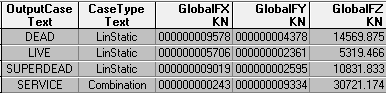 OutputCase CaseType GlobalFX GlobalFY GlobalFZ
Text Text KN KN KN
DEAD LinStatic 000000009578 000000004378 14569.875
LIVE LinStatic 000000005706 000000002361 5319.466
SUPERDEAD LinStatic 000000009019 000000002595 10831.833
SERVICE Combination 000000000243 000000009334 30721.174